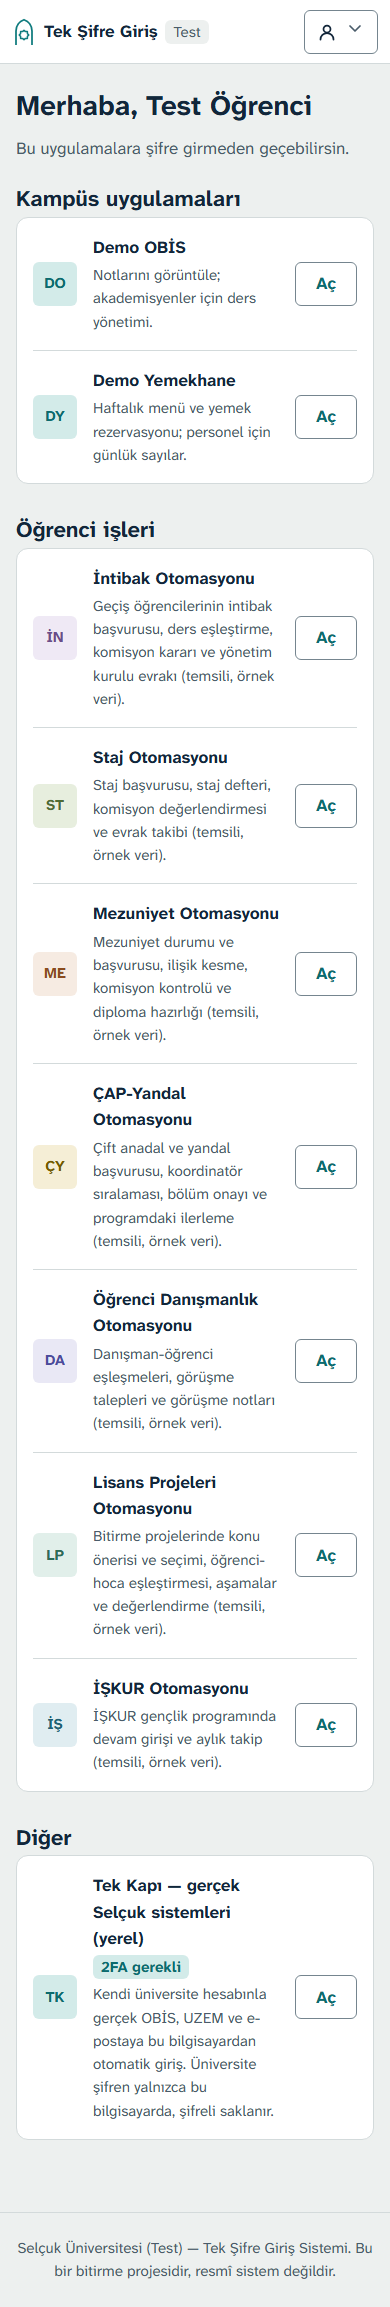 Tek Şifre Giriş Test
Merhaba, Test Öğrenci
Bu uygulamalara şifre girmeden geçebilirsin.
Kampüs uygulamaları
DO
Demo OBİS
Notlarını görüntüle;
akademisyenler için ders
yönetimi.
Aç
DY
Demo Yemekhane
Haftalık menü ve yemek
rezervasyonu; personel için
günlük sayılar.
Aç
Öğrenci işleri
İN
İntibak Otomasyonu
Geçiş öğrencilerinin intibak
başvurusu, ders eşleştirme,
komisyon kararı ve yönetim
kurulu evrakı (temsili, örnek
veri).
Aç
ST
Staj Otomasyonu
Staj başvurusu, staj defteri,
komisyon değerlendirmesi
ve evrak takibi (temsili,
örnek veri).
Aç
ME
Mezuniyet Otomasyonu
Mezuniyet durumu ve
başvurusu, ilişik kesme,
komisyon kontrolü ve
diploma hazırlığı (temsili,
örnek veri).
Aç
ÇY
ÇAP-Yandal
Otomasyonu
Çift anadal ve yandal
başvurusu, koordinatör
sıralaması, bölüm onayı ve
programdaki ilerleme
(temsili, örnek veri).
Aç
DA
Öğrenci Danışmanlık
Otomasyonu
Danışman-öğrenci
eşleşmeleri, görüşme
talepleri ve görüşme notları
(temsili, örnek veri).
Aç
LP
Lisans Projeleri
Otomasyonu
Bitirme projelerinde konu
önerisi ve seçimi, öğrenci-
hoca eşleştirmesi, aşamalar
ve değerlendirme (temsili,
örnek veri).
Aç
İŞ
İŞKUR Otomasyonu
İŞKUR gençlik programında
devam girişi ve aylık takip
(temsili, örnek veri).
Aç
Diğer
TK
Tek Kapı — gerçek
Selçuk sistemleri
(yerel)
2FA gerekli
Kendi üniversite hesabınla
gerçek OBİS, UZEM ve e-
postaya bu bilgisayardan
otomatik giriş. Üniversite
şifren yalnızca bu
bilgisayarda, şifreli saklanır.
Aç
Selçuk Üniversitesi (Test) — Tek Şifre Giriş Sistemi. Bu
bir bitirme projesidir, resmî sistem değildir.